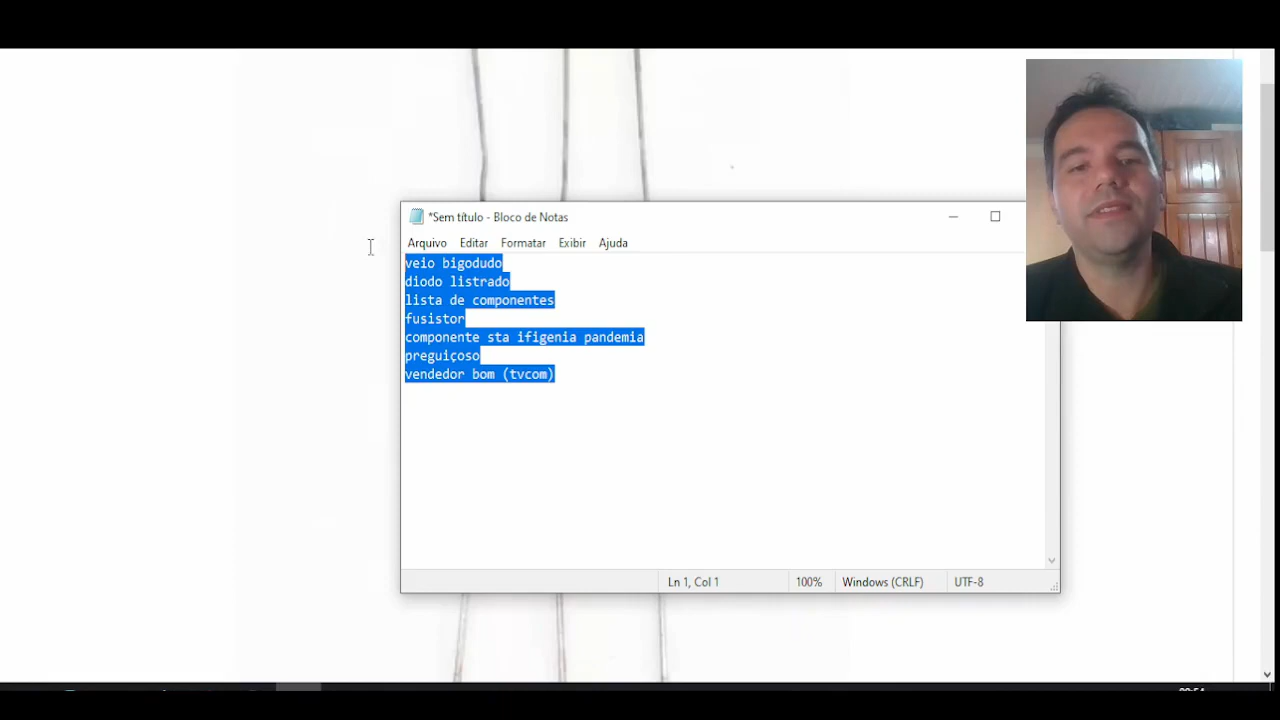 *Sem título - Bloco de Notas
Arquivo Editar Formatar Exibir Ajuda
veio bigodudo
diodo listrado
lista de componentes
fusistor
componente sta ifigenia pandemia
preguiçoso
vendedor bom (tvcom)
Ln 1, Col 1 100% Windows (CRLF) UTF-8